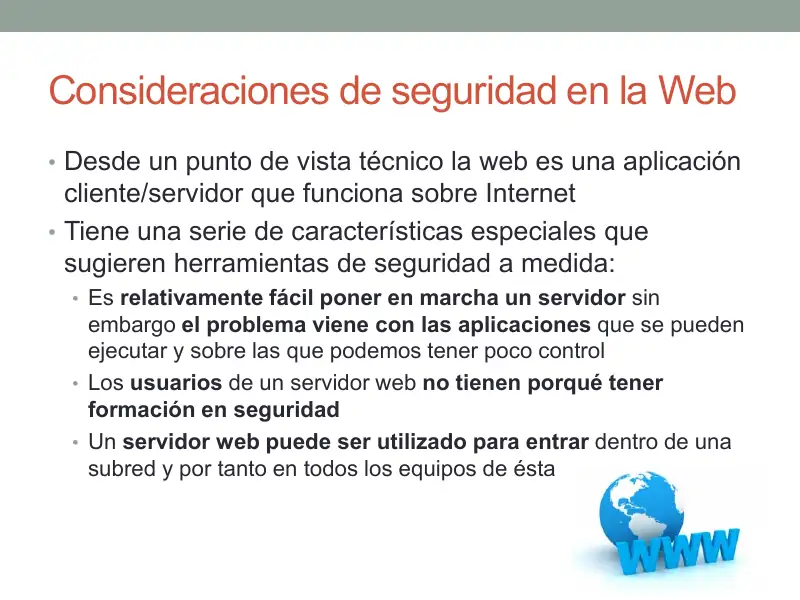 Consideraciones de seguridad en la Web
• Desde un punto de vista técnico la web es una aplicación
cliente/servidor que funciona sobre Internet
• Tiene una serie de características especiales que
sugieren herramientas de seguridad a medida:
• Es relativamente fácil poner en marcha un servidor sin
embargo el problema viene con las aplicaciones que se pueden
ejecutar y sobre las que podemos tener poco control
• Los usuarios de un servidor web no tienen porqué tener
formación en seguridad
• Un servidor web puede ser utilizado para entrar dentro de una
subred y por tanto en todos los equipos de ésta
WWW